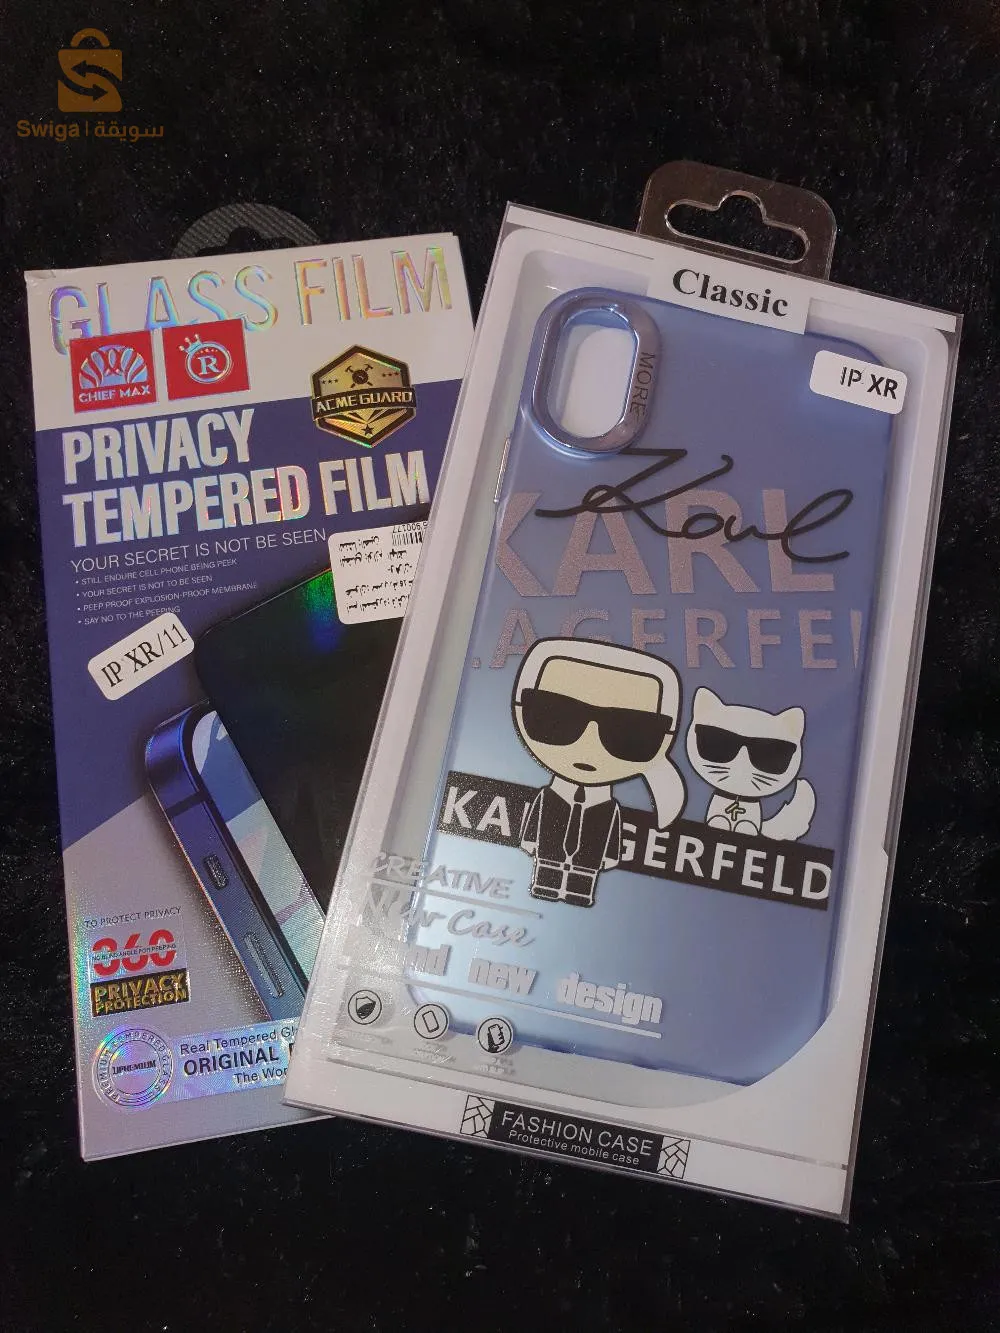 Swiga | سويقة
GLASS FILM
CHIEF MAX
R
ACME GUARD
PRIVACY
TEMPERED FILM
YOUR SECRET IS NOT BE SEEN
• STILL ENDURE CELL PHONE BEING PEEK
• YOUR SECRET IS NOT TO BE SEEN
• PEEP PROOF EXPLOSION-PROOF MEMBRANE
• SAY NO TO THE PEEPING
IP XR/11
TO PROTECT PRIVACY
360
PRIVACY
PROTECTION
PREMIUM
Real Tempered Gl
ORIGINAL
The Wor
Classic
IP XR
MORE
Karl
KARL
LAGERFEL
KA GERFELD
CREATIVE
New Case
nd new design
FASHION CASE
Protective mobile case